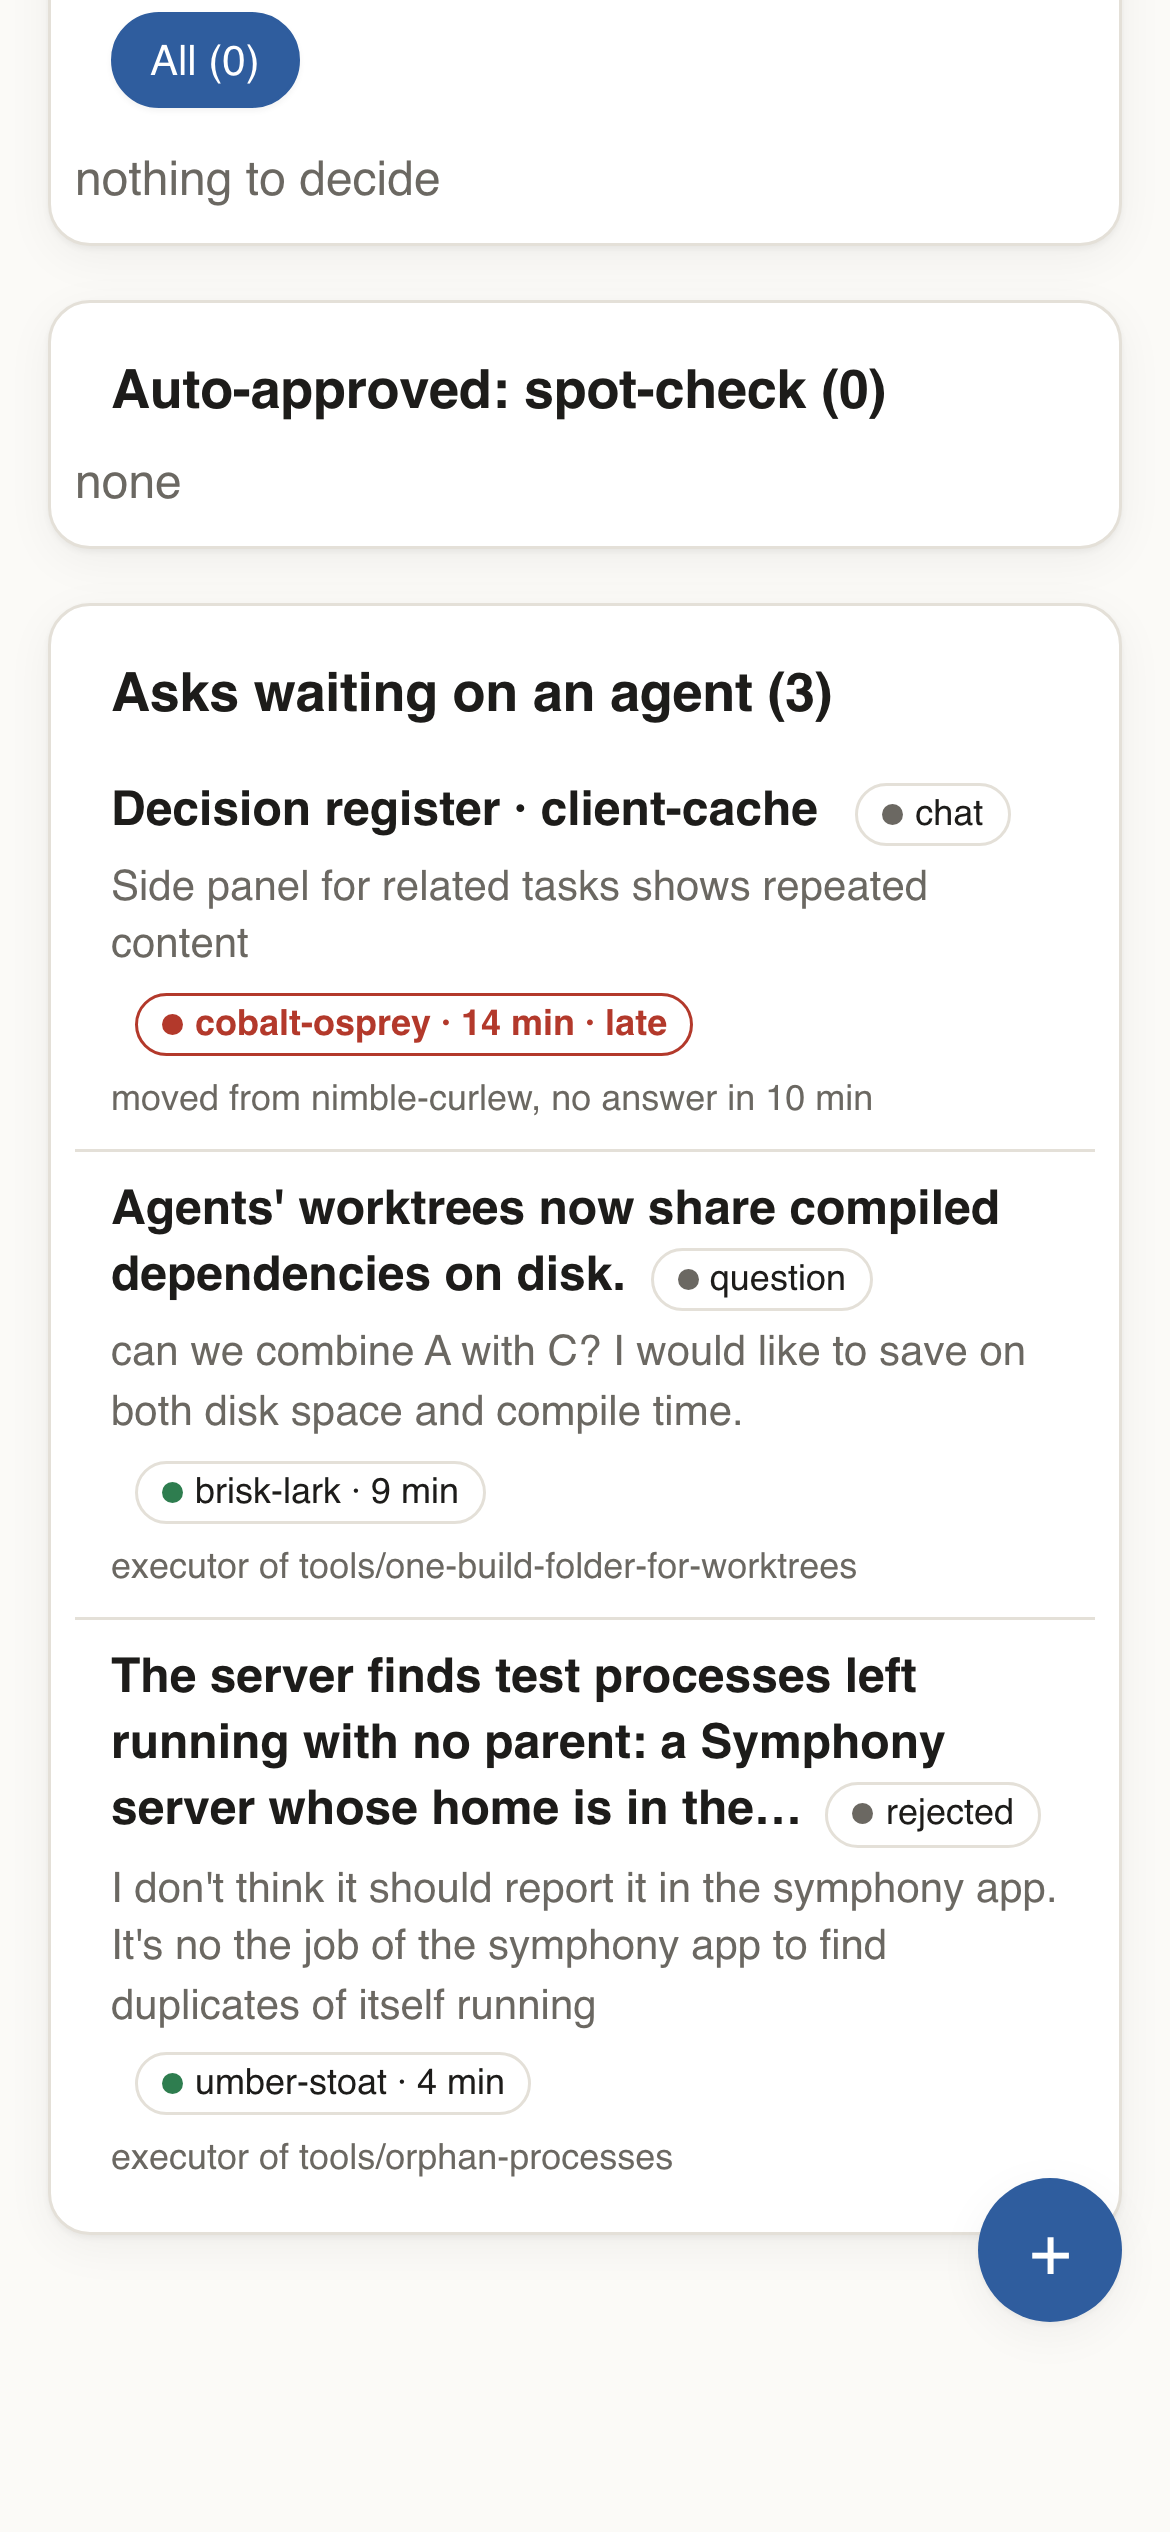 All (0)
nothing to decide
Auto-approved: spot-check (0)
none
Asks waiting on an agent (3)
Decision register · client-cache chat
Side panel for related tasks shows repeated
content
cobalt-osprey · 14 min · late
moved from nimble-curlew, no answer in 10 min
Agents' worktrees now share compiled
dependencies on disk. question
can we combine A with C? I would like to save on
both disk space and compile time.
brisk-lark · 9 min
executor of tools/one-build-folder-for-worktrees
The server finds test processes left
running with no parent: a Symphony
server whose home is in the… rejected
I don't think it should report it in the symphony app.
It's no the job of the symphony app to find
duplicates of itself running
umber-stoat · 4 min
executor of tools/orphan-processes
+